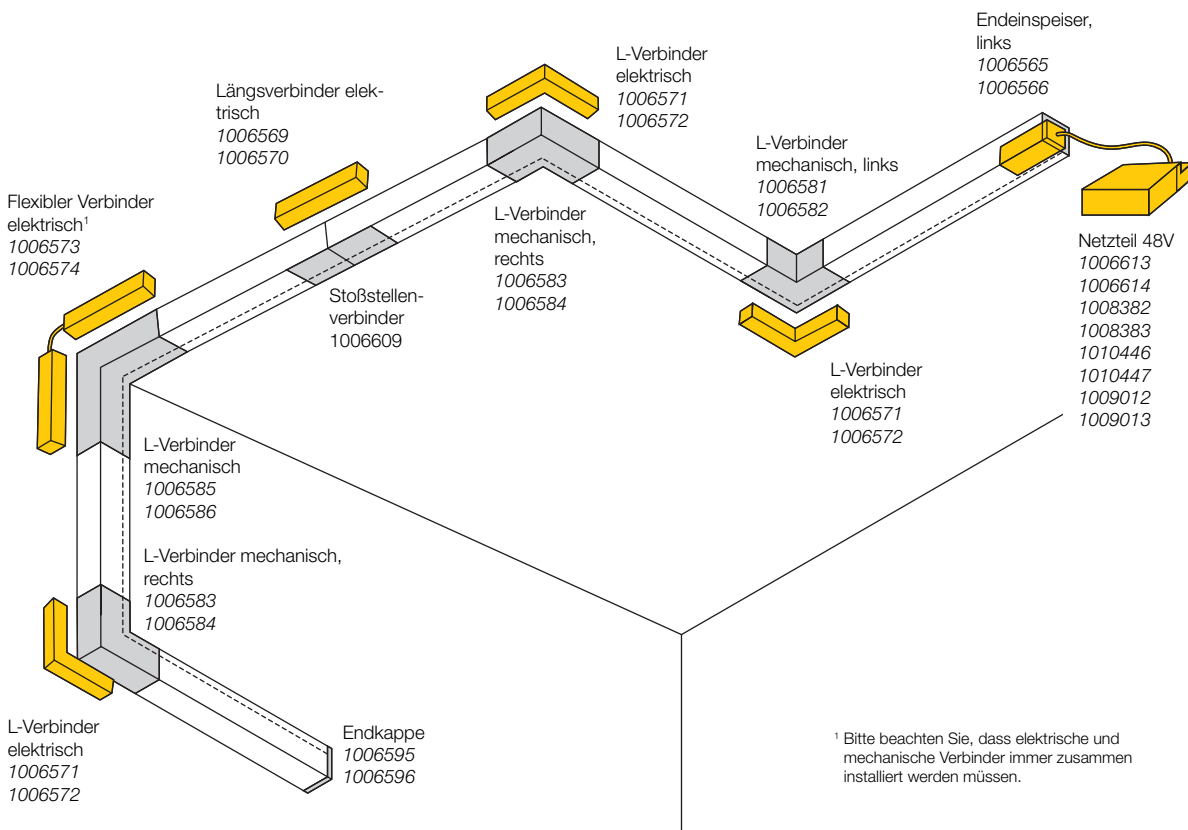 Endeinspeiser,
links
1006565
1006566
L-Verbinder
elektrisch
1006571
1006572
Längsverbinder elek-
trisch
1006569
1006570
L-Verbinder
mechanisch, links
1006581
1006582
Flexibler Verbinder
elektrisch¹
1006573
1006574
L-Verbinder
mechanisch,
rechts
1006583
1006584
Netzteil 48V
1006613
1006614
1008382
1008383
1010446
1010447
1009012
1009013
Stoßstellen-
verbinder
1006609
L-Verbinder
elektrisch
1006571
1006572
L-Verbinder
mechanisch
1006585
1006586
L-Verbinder mechanisch,
rechts
1006583
1006584
L-Verbinder
elektrisch
1006571
1006572
Endkappe
1006595
1006596
¹ Bitte beachten Sie, dass elektrische und
mechanische Verbinder immer zusammen
installiert werden müssen.